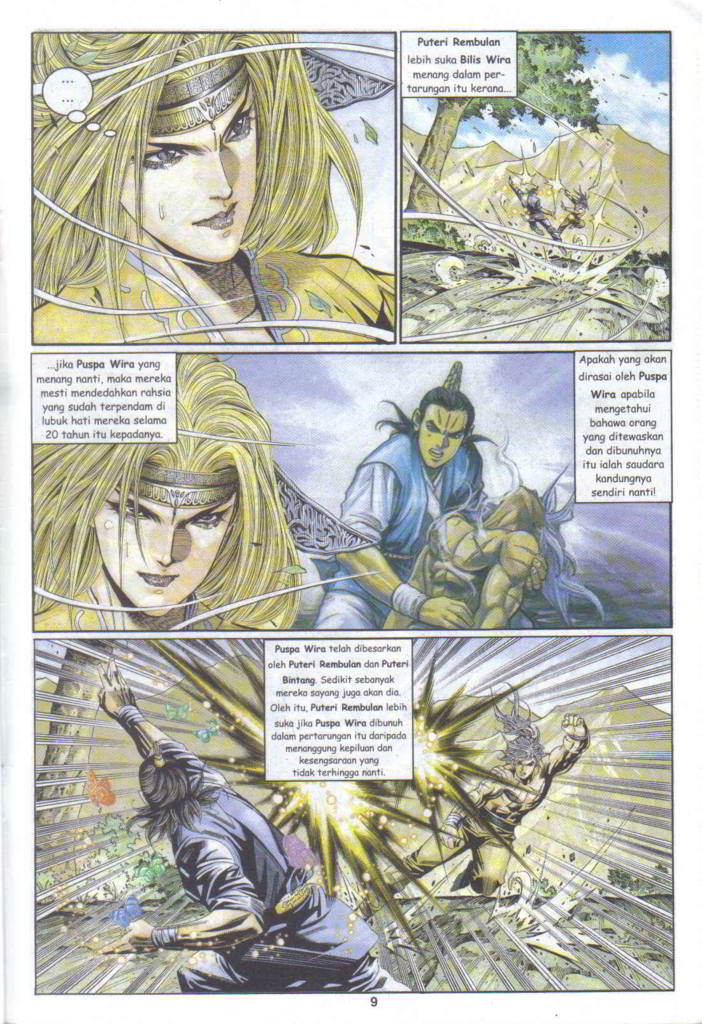 ...
...
Puteri Rembulan
lebih suka Bilis Wira
menang dalam per-
tarungan itu kerana...
...jika Puspa Wira yang
menang nanti, maka mereka
mesti mendedahkan rahsia
yang sudah terpendam di
lubuk hati mereka selama
20 tahun itu kepadanya.
Apakah yang akan
dirasai oleh Puspa
Wira apabila
mengetahui
bahawa orang
yang ditewaskan
dan dibunuhnya
itu ialah saudara
kandungnya
sendiri nanti!
Puspa Wira telah dibesarkan
oleh Puteri Rembulan dan Puteri
Bintang. Sedikit sebanyak
mereka sayang juga akan dia.
Oleh itu, Puteri Rembulan lebih
suka jika Puspa Wira dibunuh
dalam pertarungan itu daripada
menanggung kepiluan dan
kesengsaraan yang
tidak terhingga nanti.
9